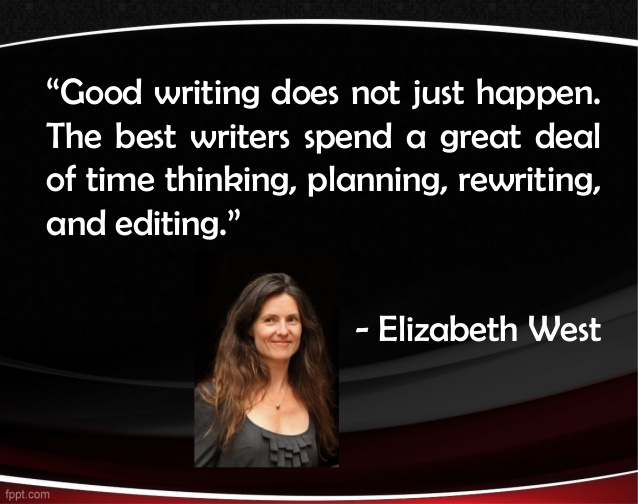 “Good writing does not just happen.
The best writers spend a great deal
of time thinking, planning, rewriting,
and editing.”
- Elizabeth West
fppt.com